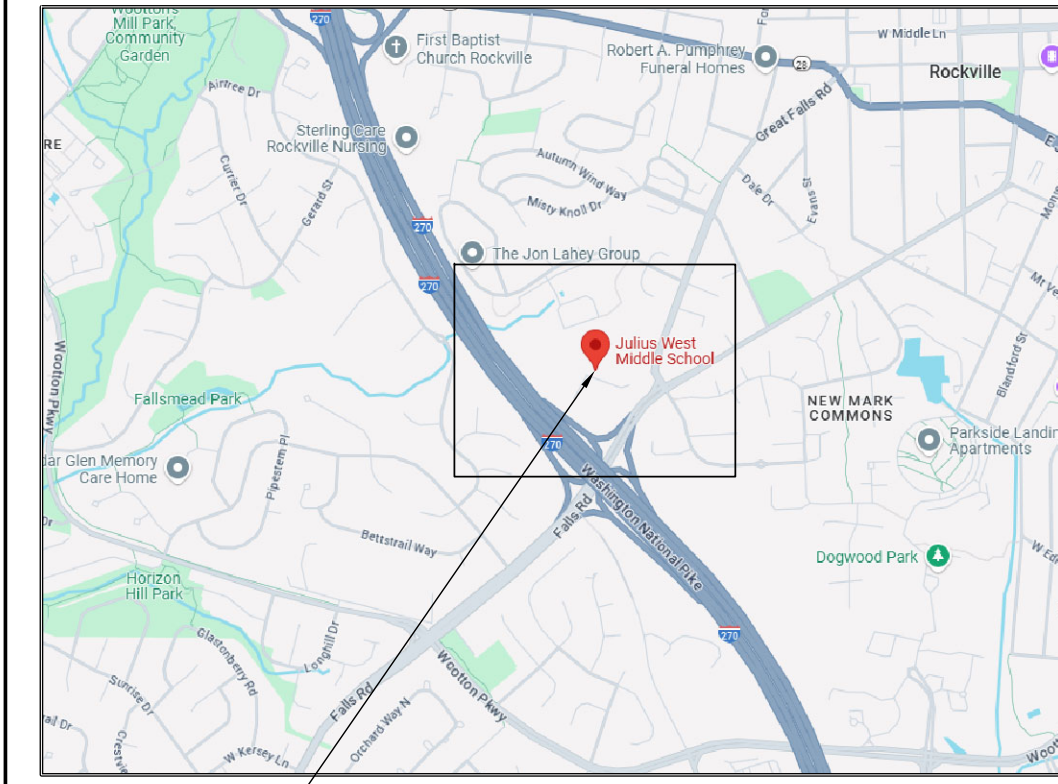 Wootton's
Mill Park,
Community
Garden
270
First Baptist
Church Rockville
Robert A. Pumphrey
Funeral Homes
28
W Middle Ln
Rockville
Airtree Dr
Great Falls Rd
Sterling Care
Rockville Nursing
RE
Currier Dr
Gerard St
Autumn Wind Way
Misty Knoll Dr
Dale Dr
Evans St
270
The Jon Lahey Group
270
Julius West
Middle School
Wootton Pkwy
Fallsmead Park
Blandford St
NEW MARK
COMMONS
270
Parkside Landin
Apartments
dar Glen Memory
Care Home
Pipestem Pl
Washington National Pike
Falls Rd
Bettstrail Way
Dogwood Park
Horizon
Hill Park
270
Glastonberry Rd
Longhill Dr
Wootton Pkwy
Sunrise Dr
Falls Rd
Orchard Way N
W Kersey Ln